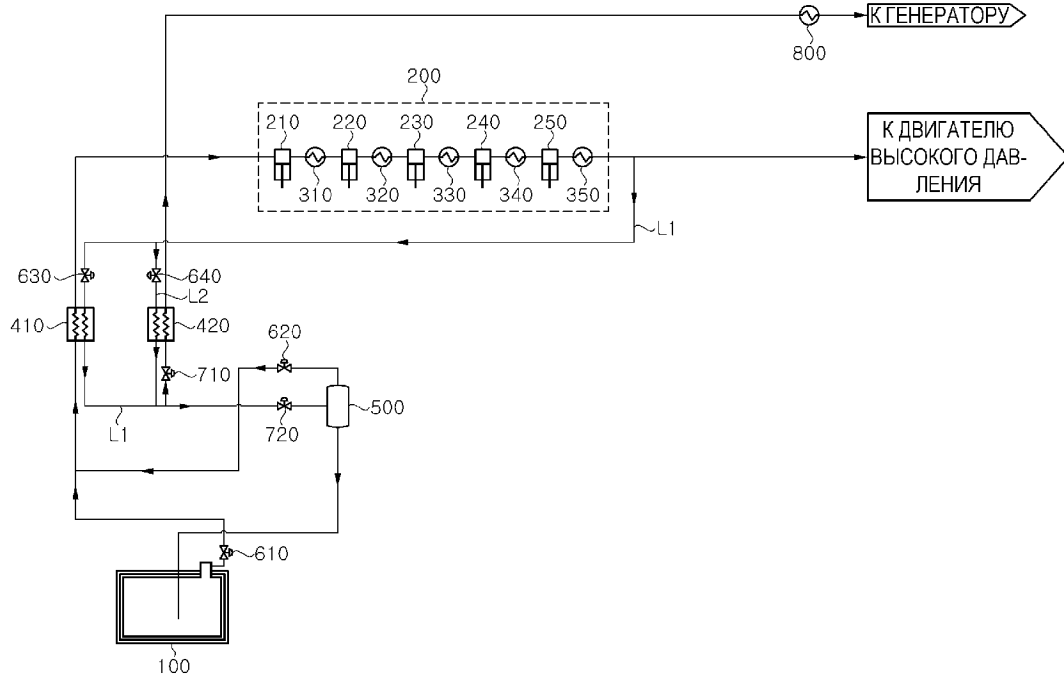 К ГЕНЕРАТОРУ
800
200
210 220 230 240 250
К ДВИГАТЕЛЮ
ВЫСОКОГО ДАВ-
ЛЕНИЯ
310 320 330 340 350
L1
630 640
L2
410 420
620
710
500
L1
720
610
100